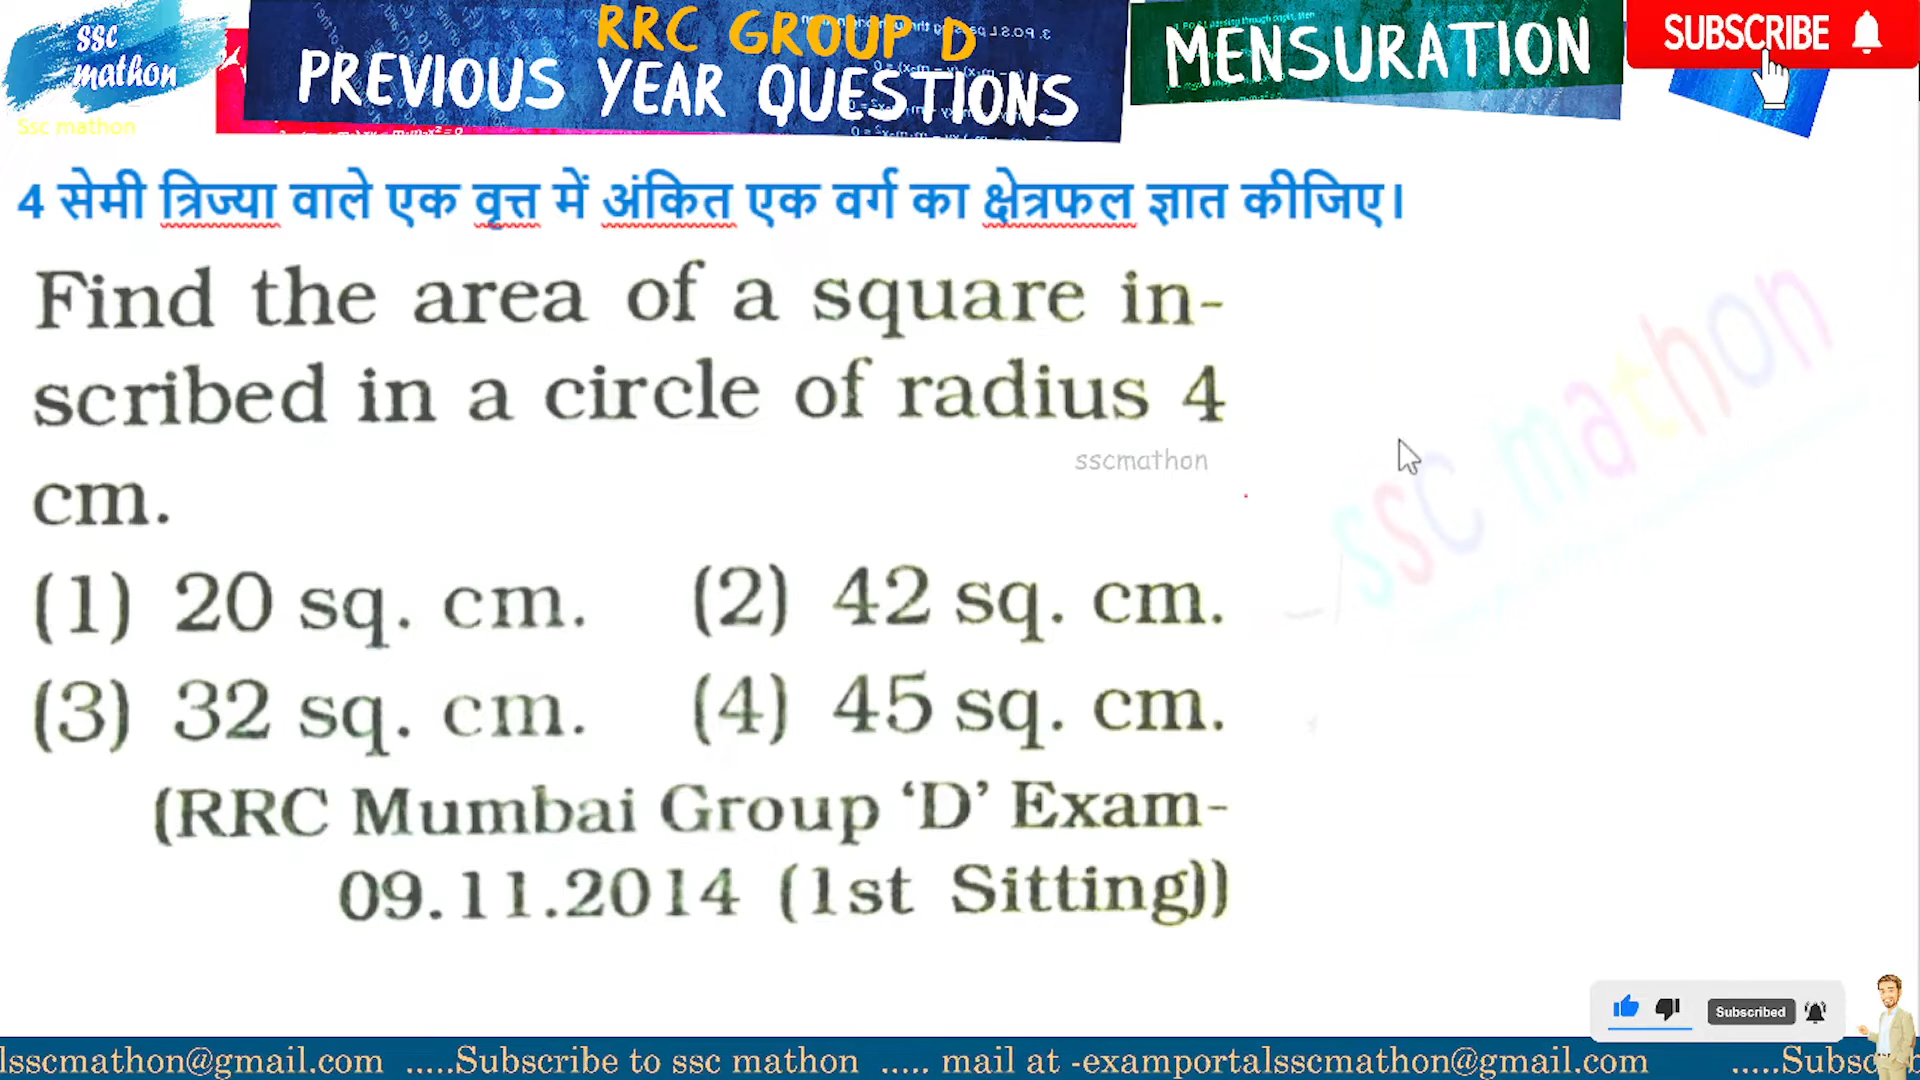 ssc
mathon
Ssc mathon
RRC GROUP D
PREVIOUS YEAR QUESTIONS
MENSURATION
SUBSCRIBE
4 सेमी त्रिज्या वाले एक वृत्त में अंकित एक वर्ग का क्षेत्रफल ज्ञात कीजिए।
Find the area of a square in-
scribed in a circle of radius 4
cm.
sscmathon
ssc mathon
(1) 20 sq. cm. (2) 42 sq. cm.
(3) 32 sq. cm. (4) 45 sq. cm.
(RRC Mumbai Group ‘D’ Exam-
09.11.2014 (1st Sitting))
Subscribed
lsscmathon@gmail.com .....Subscribe to ssc mathon ..... mail at -examportalsscmathon@gmail.com .....Subsc